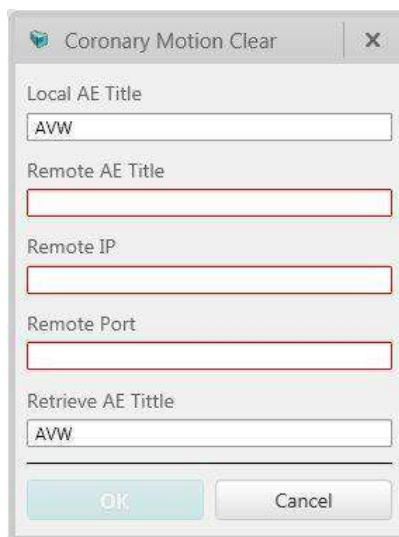 Coronary Motion Clear
Local AE Title
AVW
Remote AE Title
Remote IP
Remote Port
Retrieve AE Tittle
AVW
OK
Cancel